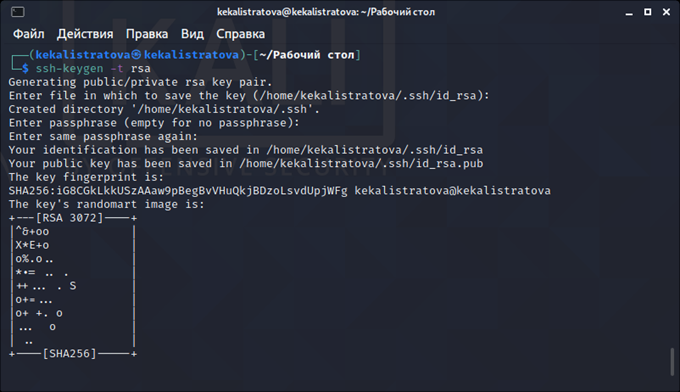 kekalistratova@kekalistratova: ~/Рабочий стол
Файл Действия Правка Вид Справка
┌──(kekalistratova㉿kekalistratova)-[~/Рабочий стол]
└─$ ssh-keygen -t rsa
Generating public/private rsa key pair.
Enter file in which to save the key (/home/kekalistratova/.ssh/id_rsa):
Created directory '/home/kekalistratova/.ssh'.
Enter passphrase (empty for no passphrase):
Enter same passphrase again:
Your identification has been saved in /home/kekalistratova/.ssh/id_rsa
Your public key has been saved in /home/kekalistratova/.ssh/id_rsa.pub
The key fingerprint is:
SHA256:iG8CGkLkkUSzAAaw9pBegBvVHuQkjBDzoLsvdUpjWFg kekalistratova@kekalistratova
The key's randomart image is:
+---[RSA 3072]----+
|^&+oo            |
|X*E+o            |
|o%.o..           |
|*•= .. .         |
|++... . S        |
|o+=...           |
|o+ +. o          |
|...  o           |
| ..              |
+----[SHA256]-----+